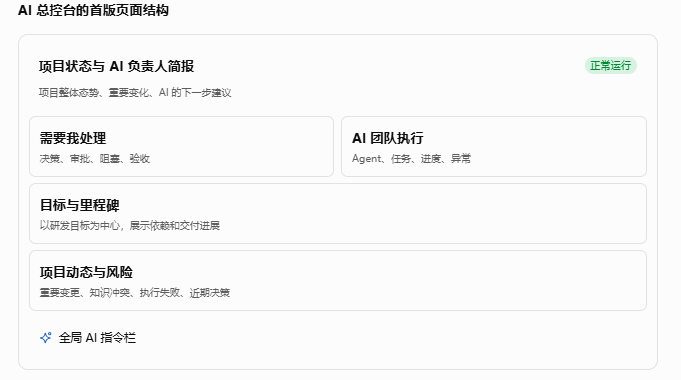 AI 总控台的首版页面结构
项目状态与 AI 负责人简报
正常运行
项目整体态势、重要变化、AI 的下一步建议
需要我处理
决策、审批、阻塞、验收
AI 团队执行
Agent、任务、进度、异常
目标与里程碑
以研发目标为中心，展示依赖和交付进展
项目动态与风险
重要变更、知识冲突、执行失败、近期决策
全局 AI 指令栏